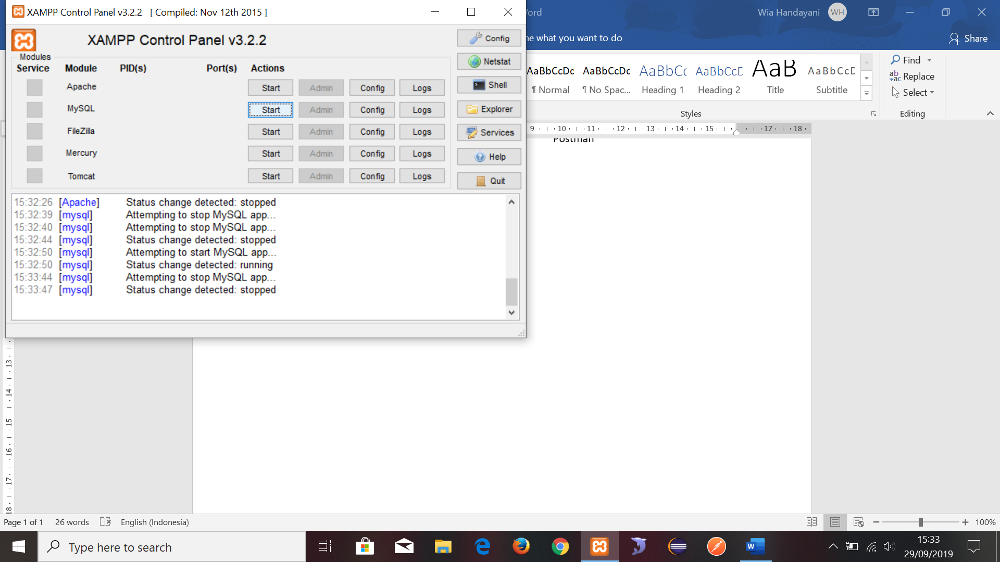 XAMPP Control Panel v3.2.2 [ Compiled: Nov 12th 2015 ]
XAMPP Control Panel v3.2.2
Modules
Service Module PID(s) Port(s) Actions
Apache Start Admin Config Logs
MySQL Start Admin Config Logs
FileZilla Start Admin Config Logs
Mercury Start Admin Config Logs
Tomcat Start Admin Config Logs
Config
Netstat
Shell
Explorer
Services
Help
Quit
15:32:26 [Apache] Status change detected: stopped
15:32:39 [mysql] Attempting to stop MySQL app...
15:32:40 [mysql] Attempting to stop MySQL app...
15:32:44 [mysql] Status change detected: stopped
15:32:50 [mysql] Attempting to start MySQL app...
15:32:50 [mysql] Status change detected: running
15:33:44 [mysql] Attempting to stop MySQL app...
15:33:47 [mysql] Status change detected: stopped
Wia Handayani WH
what you want to do
Share
AaBbCcDc AaBbCcDc AaBbCc AaBbCcD AaB AaBbCcD
¶ Normal ¶ No Spac... Heading 1 Heading 2 Title Subtitle
Styles
Find
Replace
Select
Editing
9 10 11 12 13 14 15 17 18
Postman
13
14
15
16
17
18
Page 1 of 1 26 words English (Indonesia) 100%
Type here to search
15:33
29/09/2019